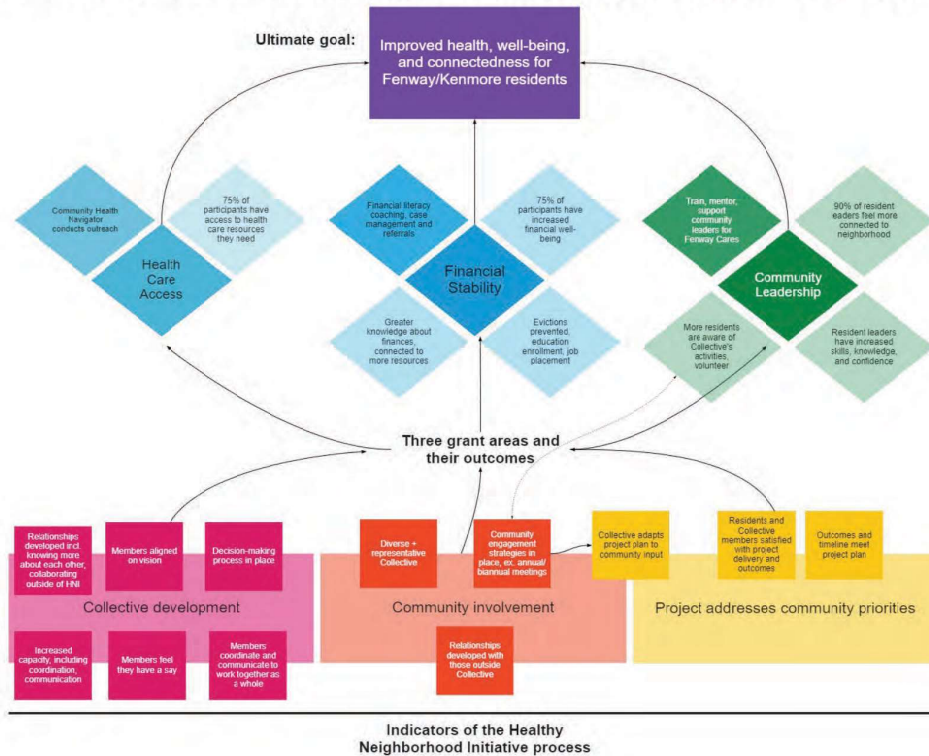 Ultimate goal:
Improved health, well-being,
and connectedness for
Fenway/Kenmore residents
Community Health
Navigator
conducts outreach
75% of
participants have
access to health
care resources
they need
Health
Care
Access
Financial literacy
coaching, case
management and
referrals
75% of
participants have
increased financial well-
being
Financial
Stability
Greater
knowledge about
finances,
connected to
more resources
Evictions
prevented,
education
enrollment, job
placement
Tran, mentor,
support
community
leaders for
Fenway Cares
90% of resident
leaders feel more
connected to
neighborhood
Community
Leadership
More residents
are aware of
Collective's
activities,
volunteer
Resident leaders
have increased
skills, knowledge,
and confidence
Three grant areas and
their outcomes
Relationships
developed incl.
knowing more
about each other,
collaborating
outside of HNI
Members aligned
on vision
Decision-making
process in place
Collective development
Increased
capacity, including
coordination,
communication
Members feel
they have a say
Members
coordinate and
communicate to
work together as
a whole
Diverse +
representative
Collective
Community
engagement
strategies in
place, ex. annual/
biannual meetings
Community involvement
Relationships
developed with
those outside
Collective
Collective adapts
project plan to
community input
Residents and
Collective
members satisfied
with project
delivery and
outcomes
Outcomes and
timeline meet
project plan
Project addresses community priorities
Indicators of the Healthy
Neighborhood Initiative process